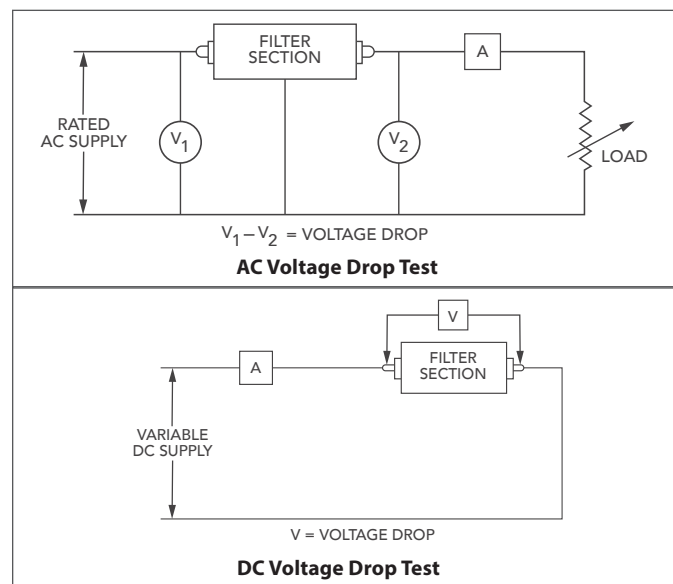 FILTER
SECTION
A
RATED
AC SUPPLY
V1
V2
LOAD
V1 – V2 = VOLTAGE DROP
AC Voltage Drop Test
V
A
FILTER
SECTION
VARIABLE
DC SUPPLY
V = VOLTAGE DROP
DC Voltage Drop Test